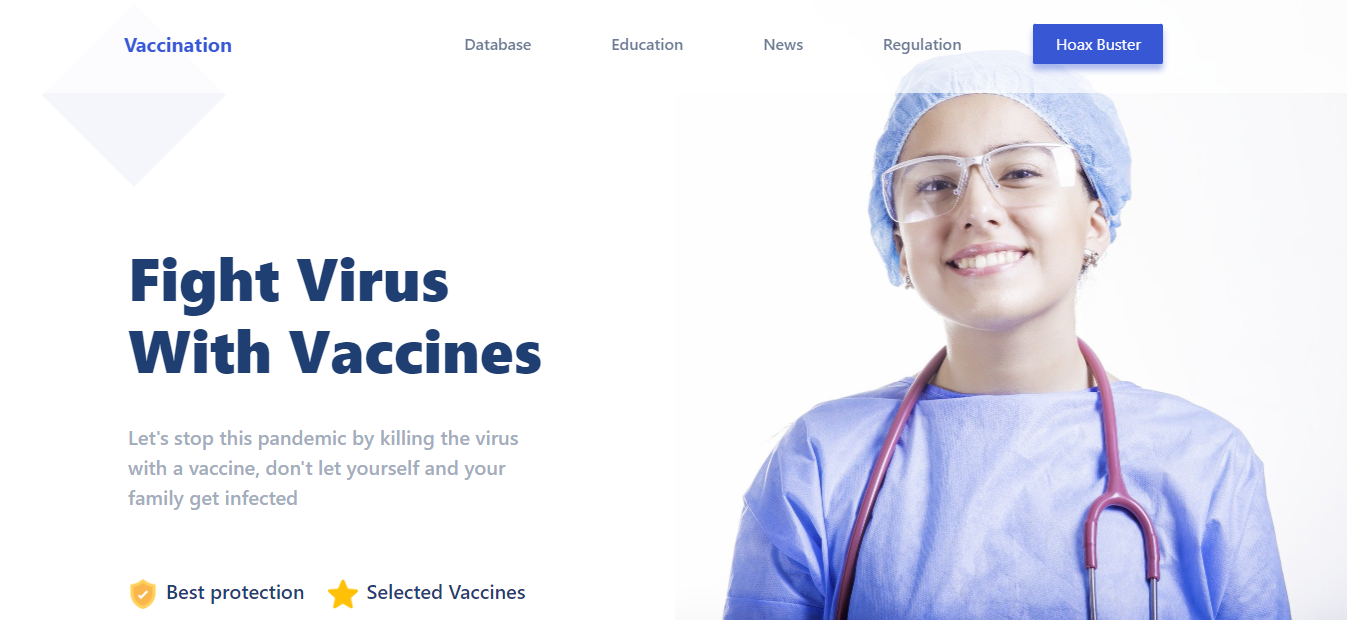 Vaccination
Database
Education
News
Regulation
Hoax Buster
Fight Virus
With Vaccines
Let's stop this pandemic by killing the virus
with a vaccine, don't let yourself and your
family get infected
Best protection
Selected Vaccines